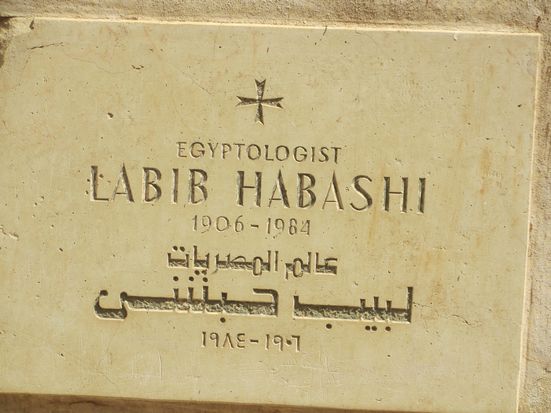 EGYPTOLOGIST
LABIB HABASHI
1906-1984
عالم المصريات
لبيب حبشى
١٩٠٦-١٩٨٤